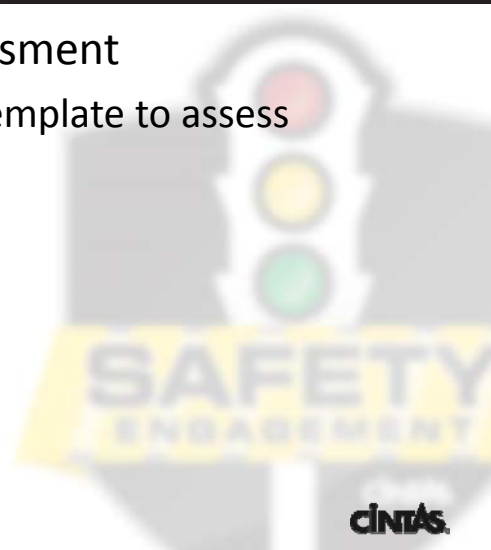 sment
emplate to assess
SAFETY
ENGAGEMENT
CINTAS.